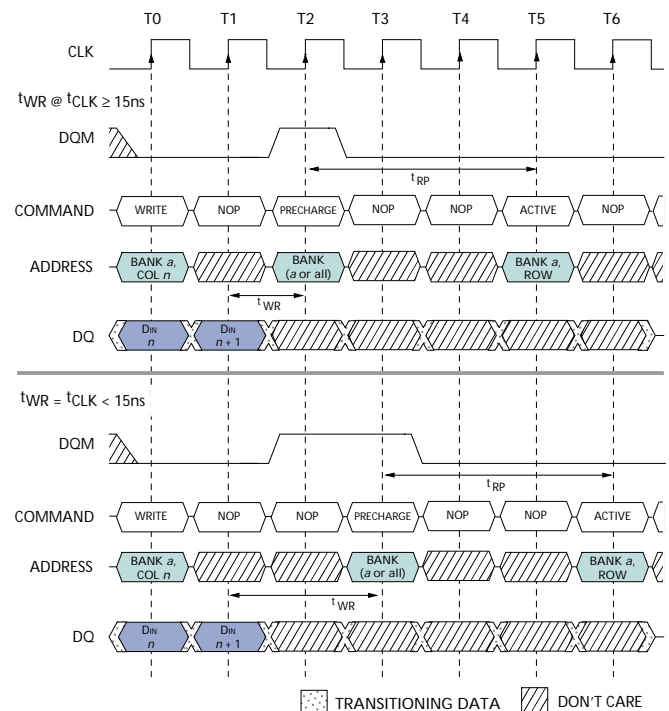 T0 T1 T2 T3 T4 T5 T6
CLK
tWR @ tCLK ≥ 15ns
DQM
tRP
COMMAND WRITE NOP PRECHARGE NOP NOP ACTIVE NOP
ADDRESS BANK a, COL n BANK (a or all) BANK a, ROW
tWR
DQ DIN n DIN n + 1
tWR = tCLK < 15ns
DQM
tRP
COMMAND WRITE NOP NOP PRECHARGE NOP NOP ACTIVE
ADDRESS BANK a, COL n BANK (a or all) BANK a, ROW
tWR
DQ DIN n DIN n + 1
TRANSITIONING DATA DON'T CARE